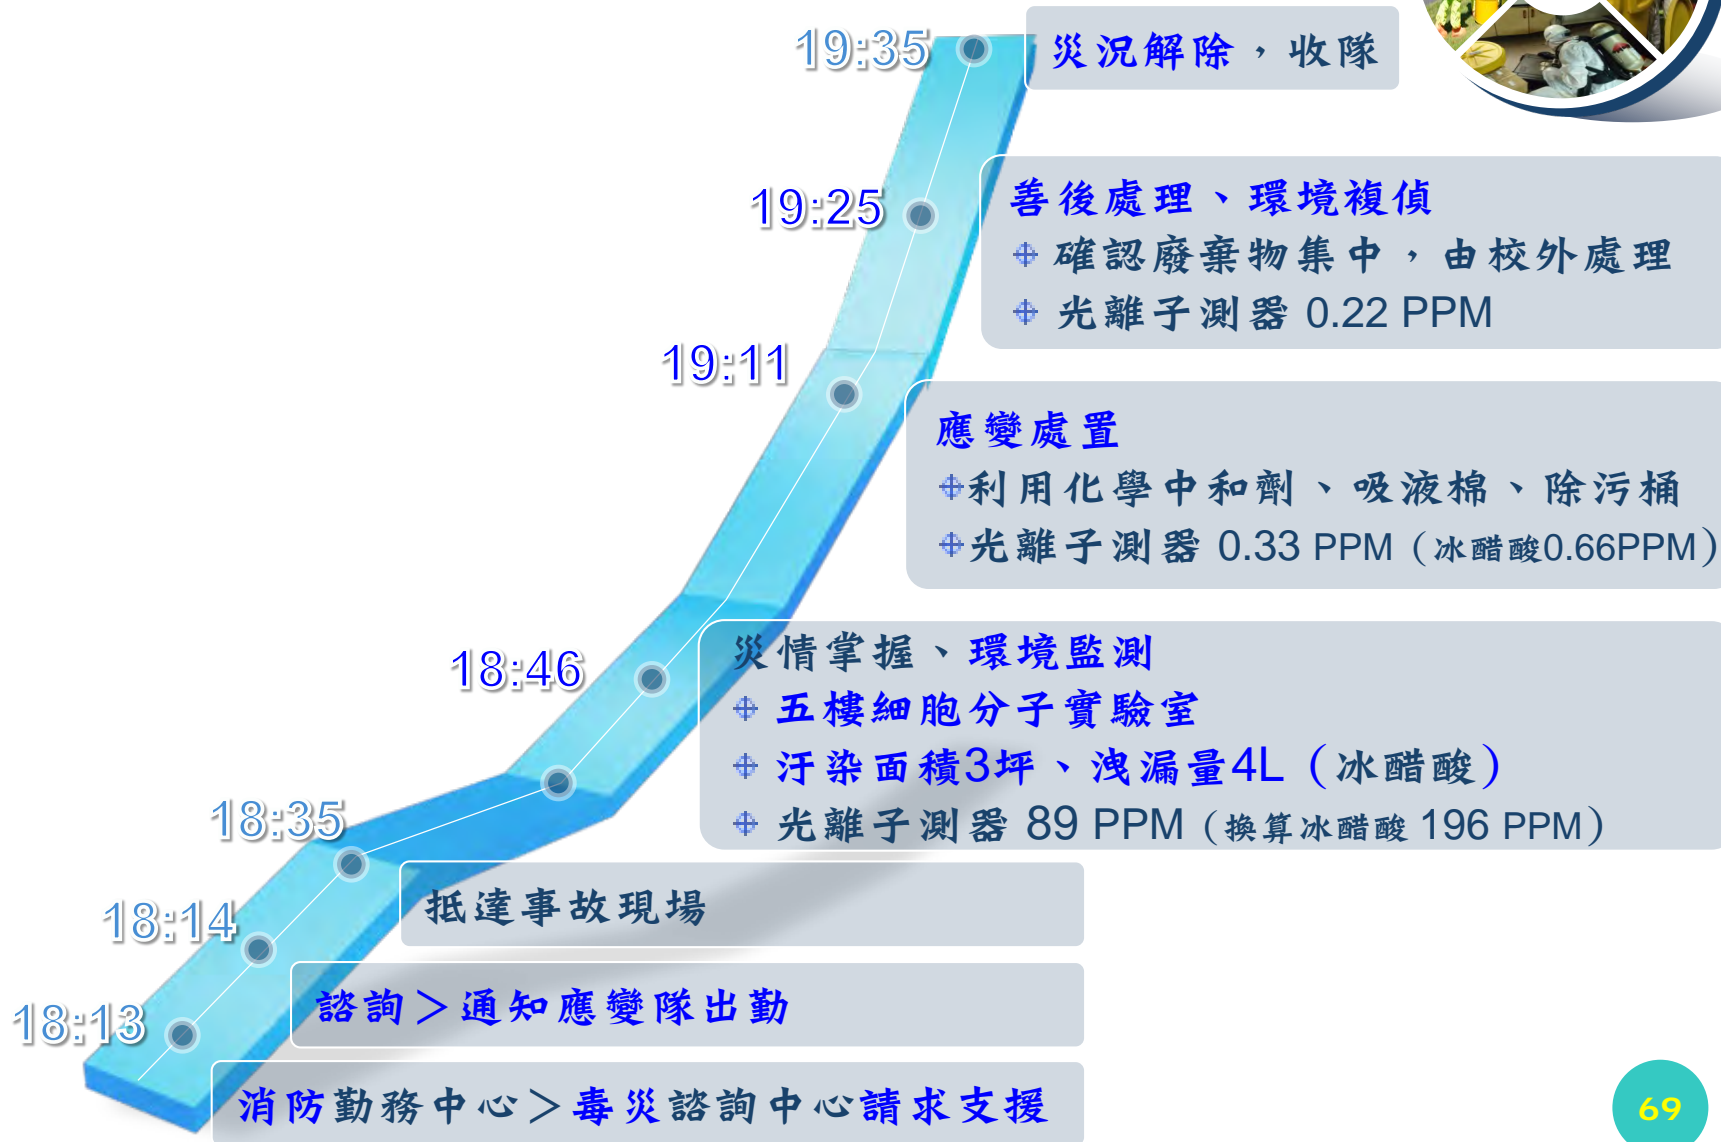 19:35
災況解除，收隊
19:25
善後處理、環境複偵
確認廢棄物集中，由校外處理
光離子測器 0.22 PPM
19:11
應變處置
利用化學中和劑、吸液棉、除污桶
光離子測器 0.33 PPM（冰醋酸0.66PPM）
18:46
災情掌握、環境監測
五樓細胞分子實驗室
汙染面積3坪、洩漏量4L（冰醋酸）
光離子測器 89 PPM（換算冰醋酸 196 PPM）
18:35
抵達事故現場
18:14
諮詢＞通知應變隊出勤
18:13
消防勤務中心＞毒災諮詢中心請求支援
69